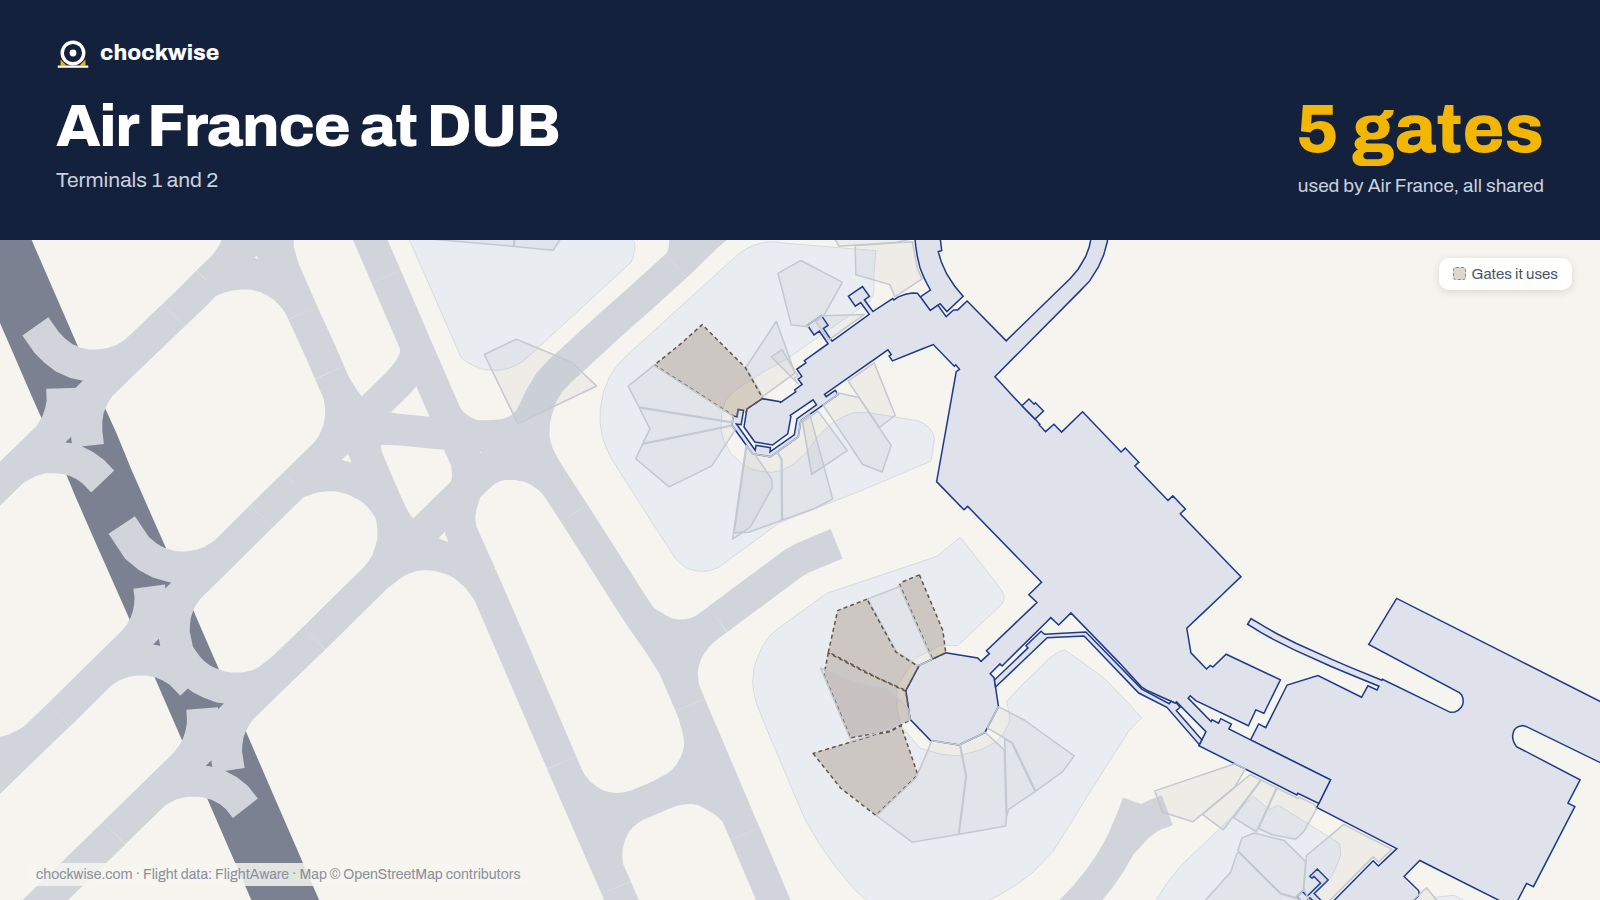 chockwise
Air France at DUB
Terminals 1 and 2
5 gates
used by Air France, all shared
Gates it uses
chockwise.com · Flight data: FlightAware · Map © OpenStreetMap contributors